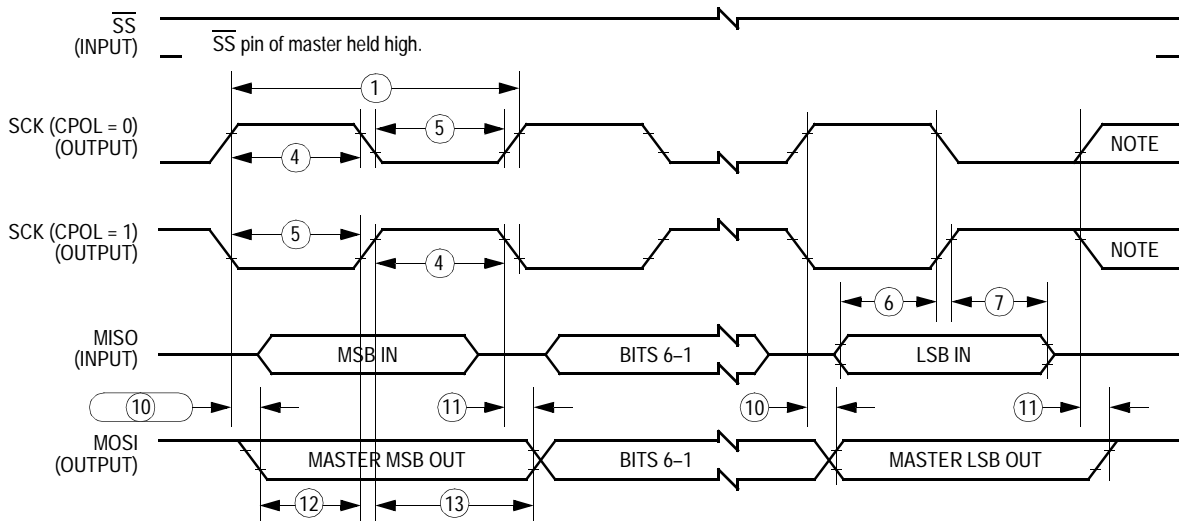 SS
(INPUT)
SS pin of master held high.
1
SCK (CPOL = 0)
(OUTPUT)
5
4
NOTE
SCK (CPOL = 1)
(OUTPUT)
5
4
NOTE
6
7
MISO
(INPUT)
MSB IN
BITS 6–1
LSB IN
10
11
10
11
MOSI
(OUTPUT)
MASTER MSB OUT
BITS 6–1
MASTER LSB OUT
12
13